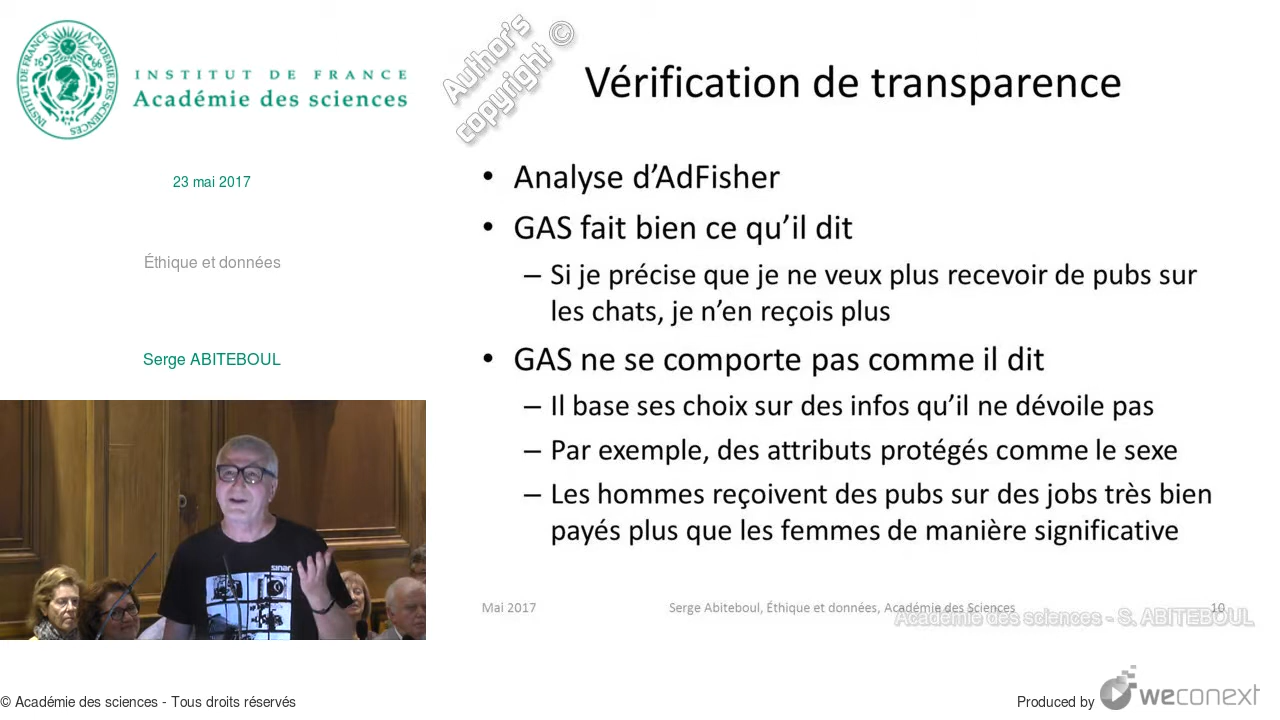 INSTITUT DE FRANCE
Académie des sciences
23 mai 2017
Éthique et données
Serge ABITEBOUL
sinar
Author's
copyright ©
Vérification de transparence
• Analyse d’AdFisher
• GAS fait bien ce qu’il dit
– Si je précise que je ne veux plus recevoir de pubs sur
les chats, je n’en reçois plus
• GAS ne se comporte pas comme il dit
– Il base ses choix sur des infos qu’il ne dévoile pas
– Par exemple, des attributs protégés comme le sexe
– Les hommes reçoivent des pubs sur des jobs très bien
payés plus que les femmes de manière significative
Mai 2017
Serge Abiteboul, Éthique et données, Académie des Sciences
10
Académie des sciences - S. ABITEBOUL
© Académie des sciences - Tous droits réservés
Produced by
weconext